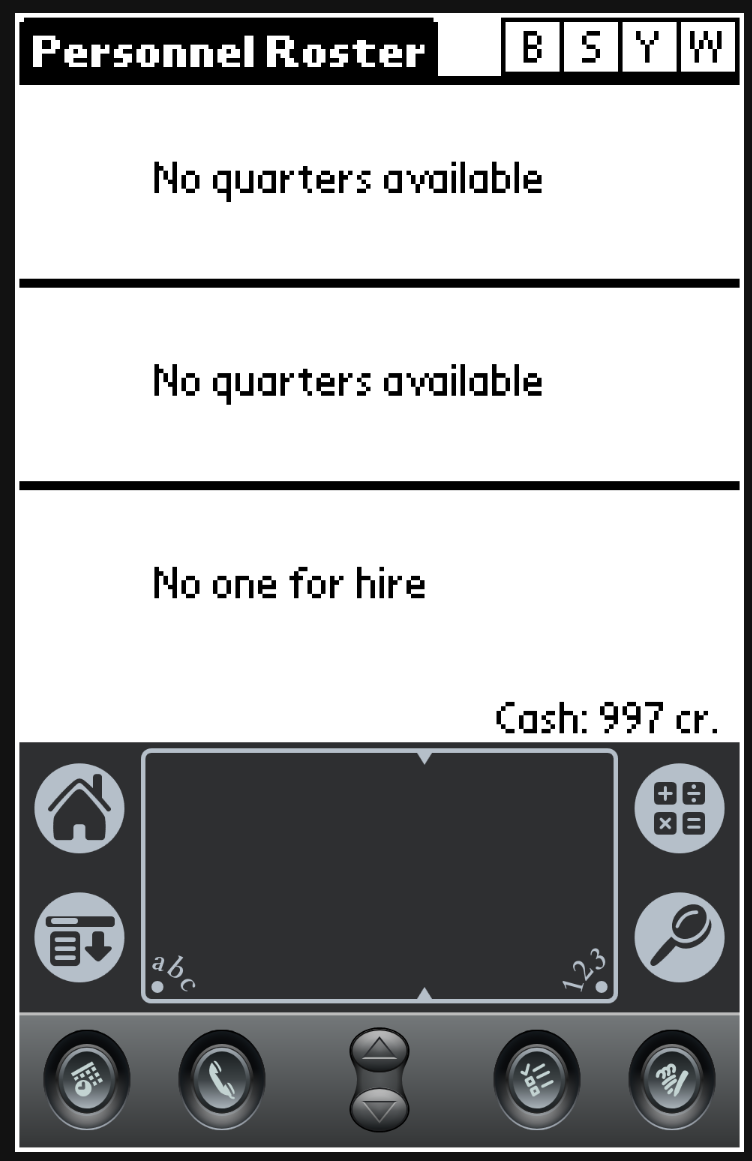 Personnel Roster B S Y W
No quarters available
No quarters available
No one for hire
Cash: 997 cr.
+ ÷
× =
abc 123